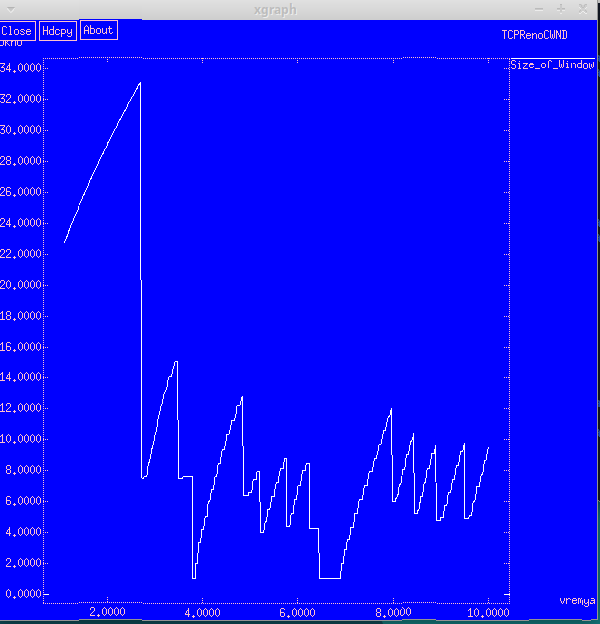 xgraph
Close Hdcpy About
okno
TCPRenoCWND
34.0000
Size_of_Window
32.0000
30.0000
28.0000
26.0000
24.0000
22.0000
20.0000
18.0000
16.0000
14.0000
12.0000
10.0000
8.0000
6.0000
4.0000
2.0000
0.0000
vremya
2.0000 4.0000 6.0000 8.0000 10.0000